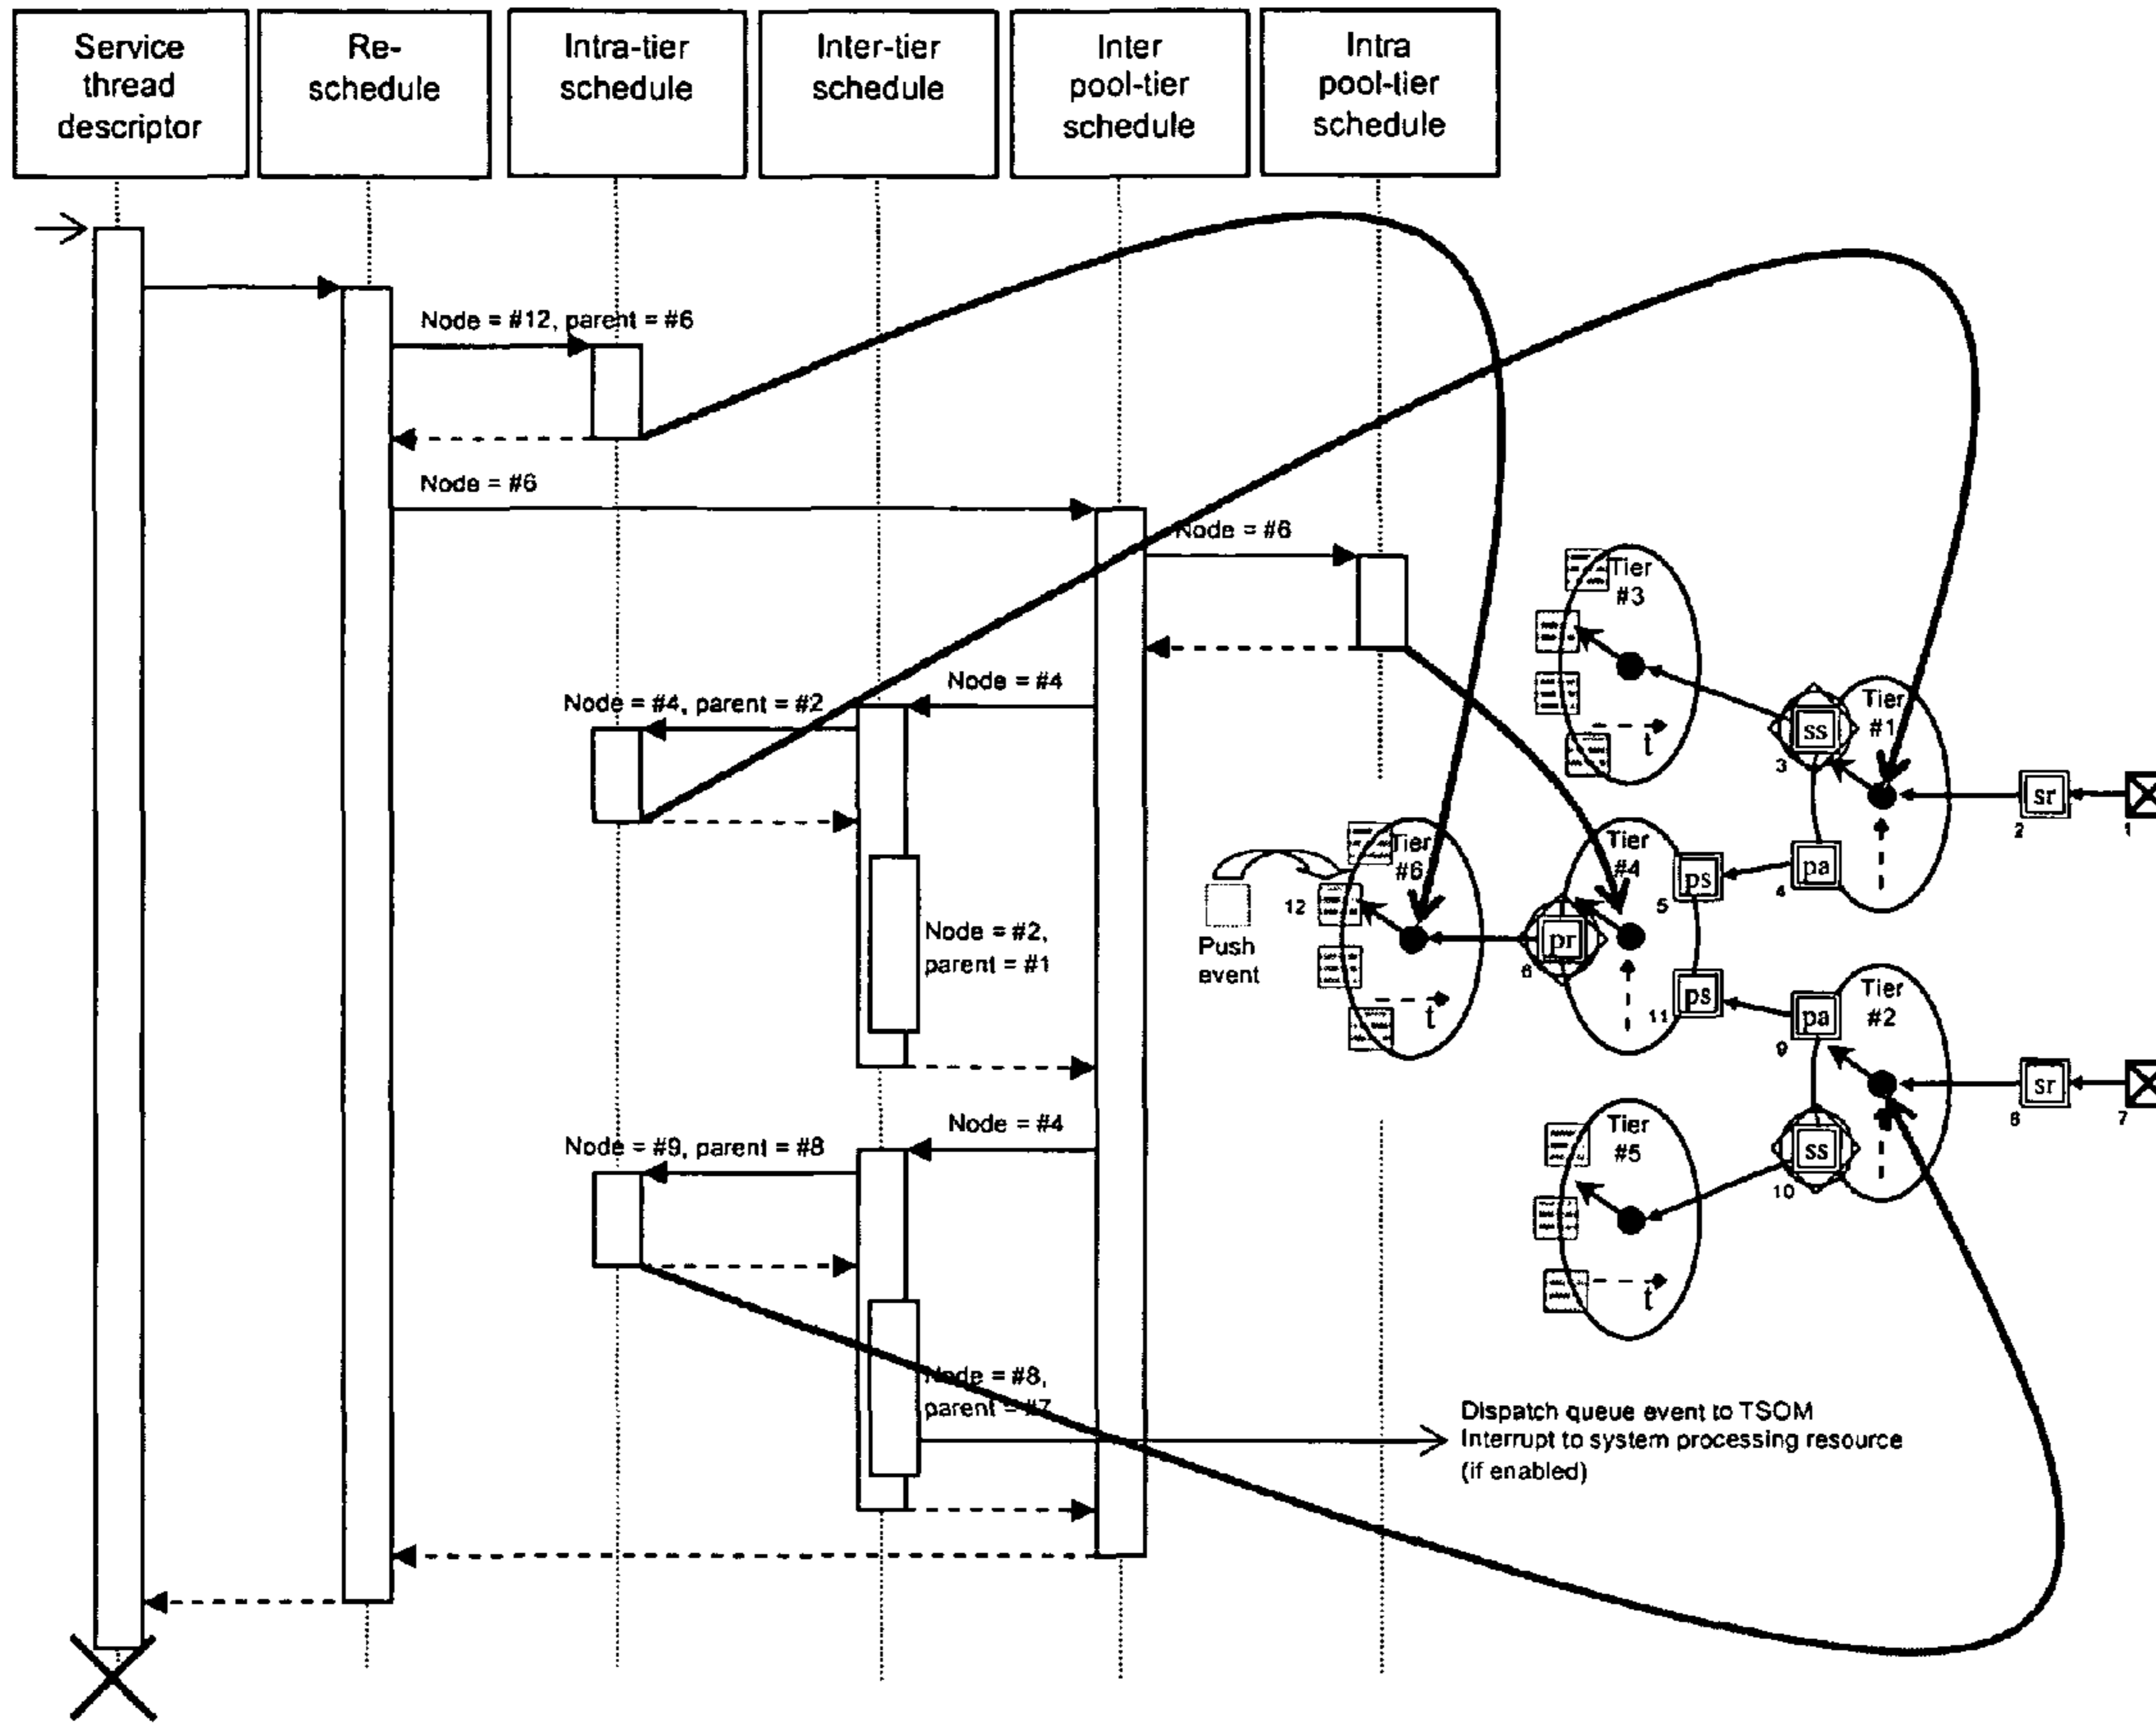 Service
thread
descriptor
Re-
schedule
Intra-tier
schedule
Inter-tier
schedule
Inter
pool-tier
schedule
Intra
pool-tier
schedule
Node = #12, parent = #6
Node = #6
Node = #6
Node = #4
Node = #4, parent = #2
Node = #2,
parent = #1
Node = #4
Node = #9, parent = #8
Node = #8,
parent = #7
Dispatch queue event to TSOM
Interrupt to system processing resource
(if enabled)
Push
event
Tier
#3
t
Tier
#1
ss
3
sr
2
1
pa
4
Tier
#6
12
t
Tier
#4
pr
6
ps
5
ps
11
Tier
#2
pa
9
sr
8
7
ss
10
Tier
#5
t